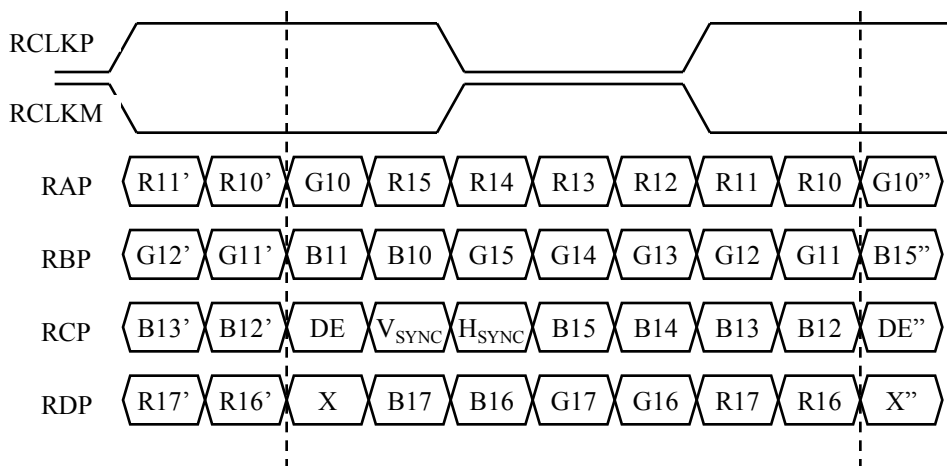 RCLKP
RCLKM
RAP R11’ R10’ G10 R15 R14 R13 R12 R11 R10 G10”
RBP G12’ G11’ B11 B10 G15 G14 G13 G12 G11 B15”
RCP B13’ B12’ DE VSYNC HSYNC B15 B14 B13 B12 DE”
RDP R17’ R16’ X B17 B16 G17 G16 R17 R16 X”